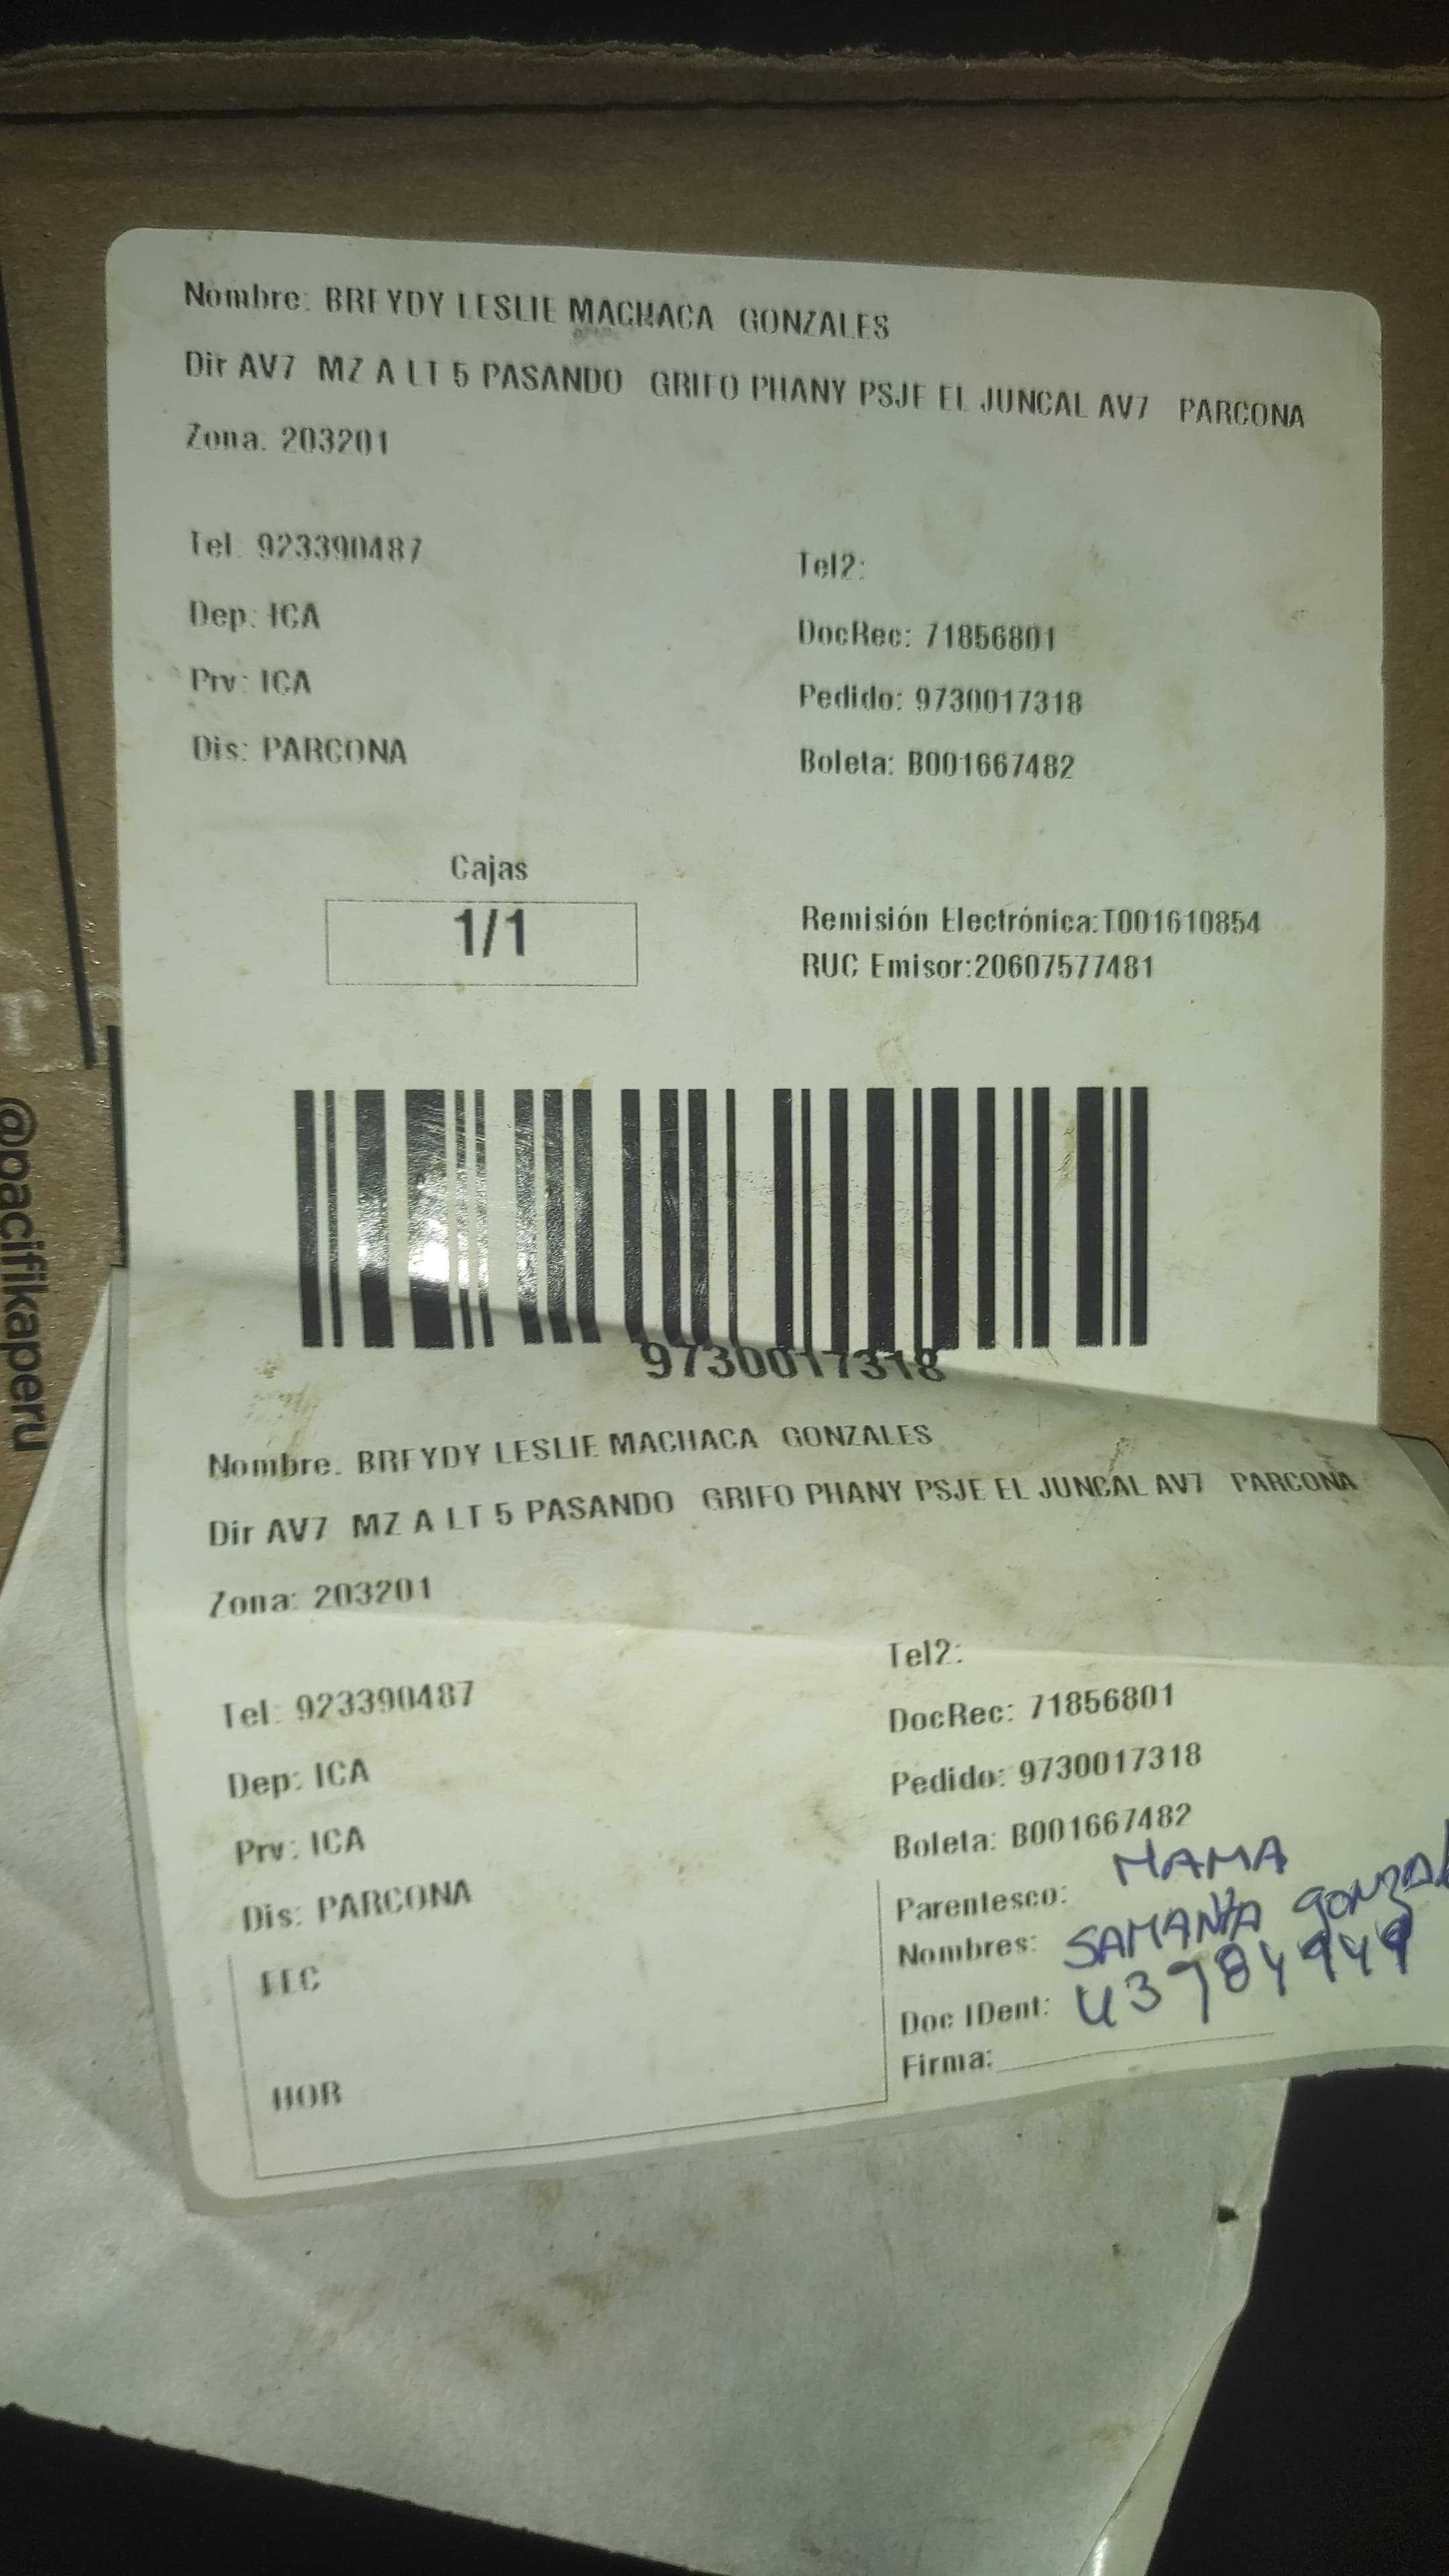 Nombre: BREYDY LESLIE MACHACA GONZALES
Dir AV7 MZ A LT 5 PASANDO GRIFO PHANY PSJE EL JUNCAL AV7 PARCONA
Zona: 203201
Tel: 923390487
Tel2:
Dep: ICA
DocRec: 71856801
Prv: ICA
Pedido: 9730017318
Dis: PARCONA
Boleta: B001667482
Cajas
1/1
Remisión Electrónica:T001610854
RUC Emisor:20607577481
@pacifikaperu
9730017318
Nombre: BREYDY LESLIE MACHACA GONZALES
Dir AV7 MZ A LT 5 PASANDO GRIFO PHANY PSJE EL JUNCAL AV7 PARCONA
Zona: 203201
Tel: 923390487
Tel2:
DocRec: 71856801
Dep: ICA
Pedido: 9730017318
Prv: ICA
Boleta: B001667482
Dis: PARCONA
Parentesco: MAMA
Nombres: SAMANTA
Doc IDent: 43984949
Firma:
FEC
HOR